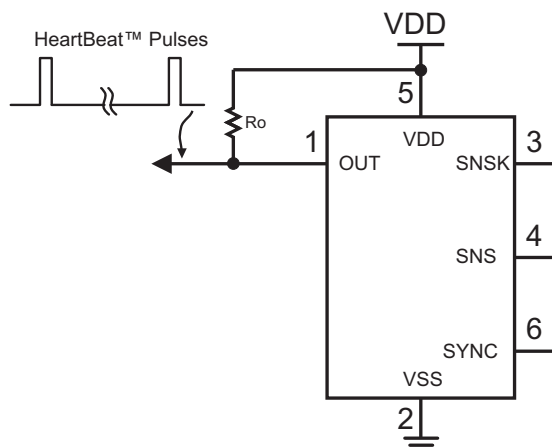 HeartBeat™ Pulses
VDD
Ro
5
1
VDD
3
OUT
SNSK
4
SNS
6
SYNC
VSS
2